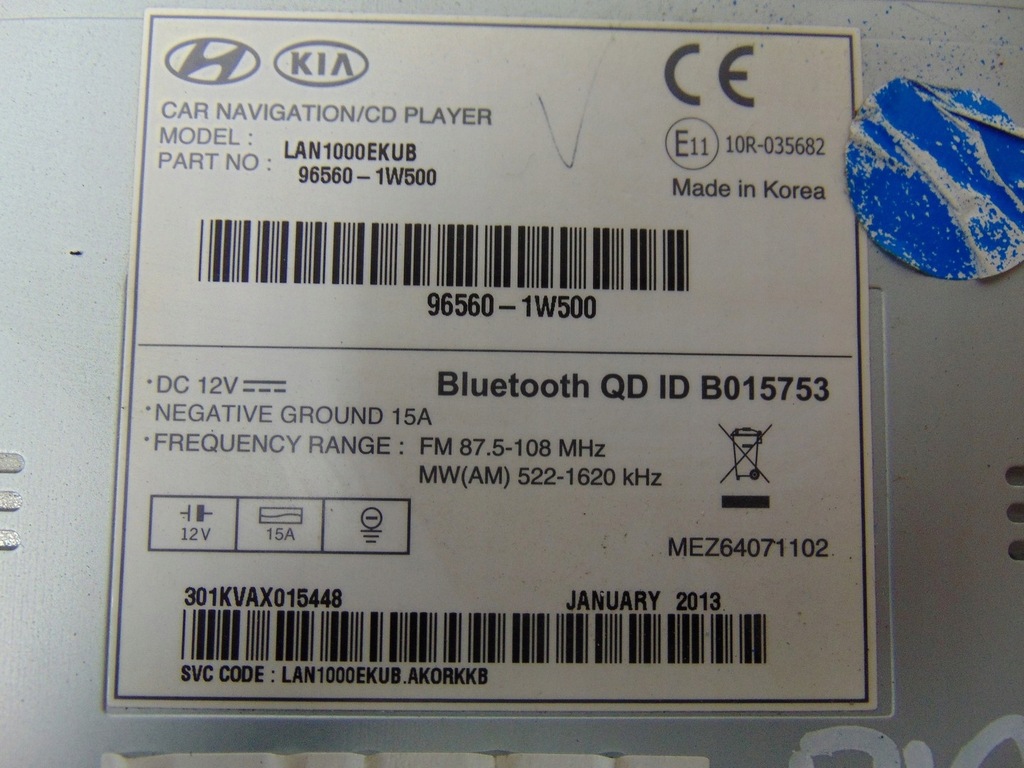 KIA
CE
CAR NAVIGATION/CD PLAYER
MODEL : LAN1000EKUB
PART NO : 96560-1W500
E11 10R-035682
Made in Korea
96560-1W500
·DC 12V
Bluetooth QD ID B015753
·NEGATIVE GROUND 15A
·FREQUENCY RANGE : FM 87.5-108 MHz
MW(AM) 522-1620 kHz
12V 15A
MEZ64071102
301KVAX015448 JANUARY 2013
SVC CODE : LAN1000EKUB.AKORKKB